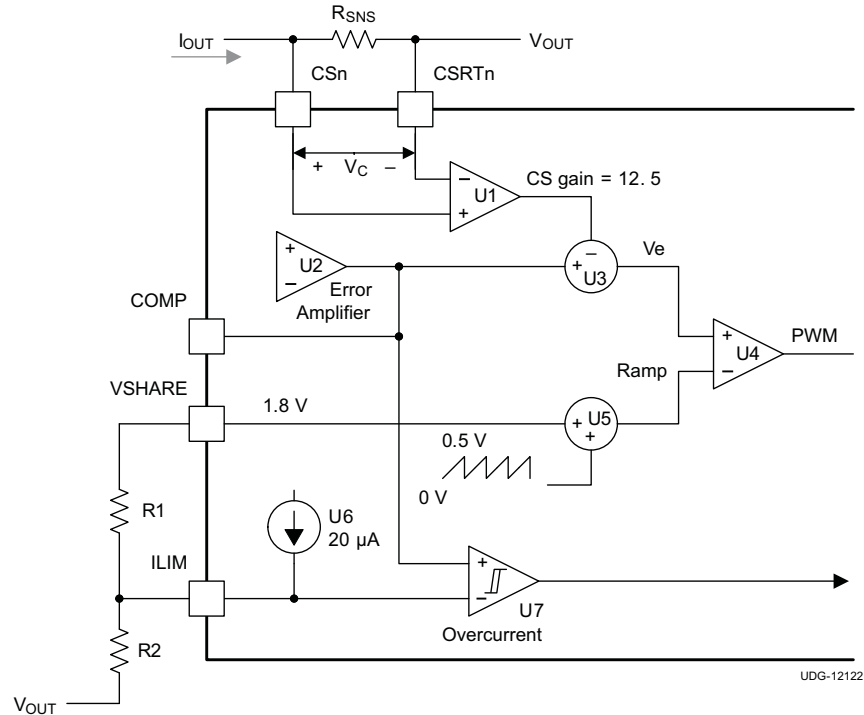 RSNS
IOUT
VOUT
CSn
CSRTn
+ VC −
− U1 +
CS gain = 12. 5
+ U2 −
Error
Amplifier
−
+ U3
Ve
COMP
+ U4 −
PWM
VSHARE
1.8 V
Ramp
+ U5 +
0.5 V
0 V
R1
U6
20 µA
ILIM
+ −
U7
Overcurrent
R2
VOUT
UDG-12122